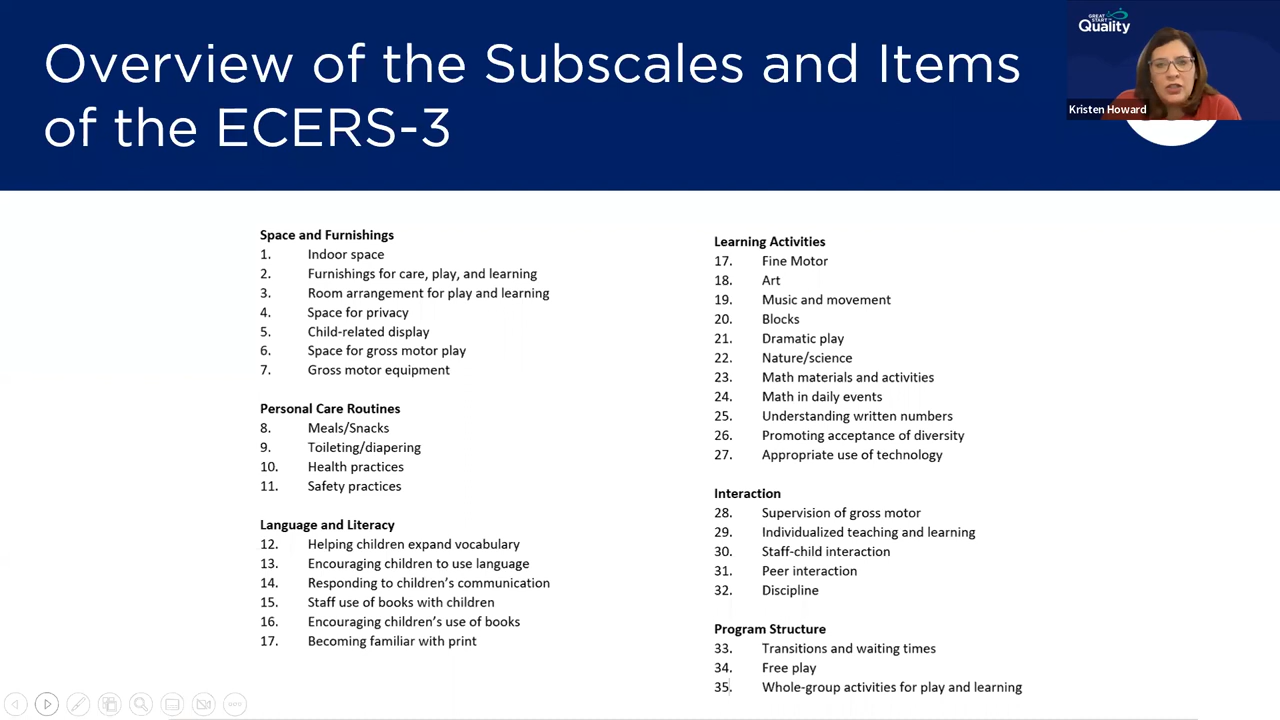 Overview of the Subscales and Items
of the ECERS-3
GREAT START TO
Quality
Kristen Howard
Space and Furnishings
1. Indoor space
2. Furnishings for care, play, and learning
3. Room arrangement for play and learning
4. Space for privacy
5. Child-related display
6. Space for gross motor play
7. Gross motor equipment
Personal Care Routines
8. Meals/Snacks
9. Toileting/diapering
10. Health practices
11. Safety practices
Language and Literacy
12. Helping children expand vocabulary
13. Encouraging children to use language
14. Responding to children’s communication
15. Staff use of books with children
16. Encouraging children’s use of books
17. Becoming familiar with print
Learning Activities
17. Fine Motor
18. Art
19. Music and movement
20. Blocks
21. Dramatic play
22. Nature/science
23. Math materials and activities
24. Math in daily events
25. Understanding written numbers
26. Promoting acceptance of diversity
27. Appropriate use of technology
Interaction
28. Supervision of gross motor
29. Individualized teaching and learning
30. Staff-child interaction
31. Peer interaction
32. Discipline
Program Structure
33. Transitions and waiting times
34. Free play
35. Whole-group activities for play and learning